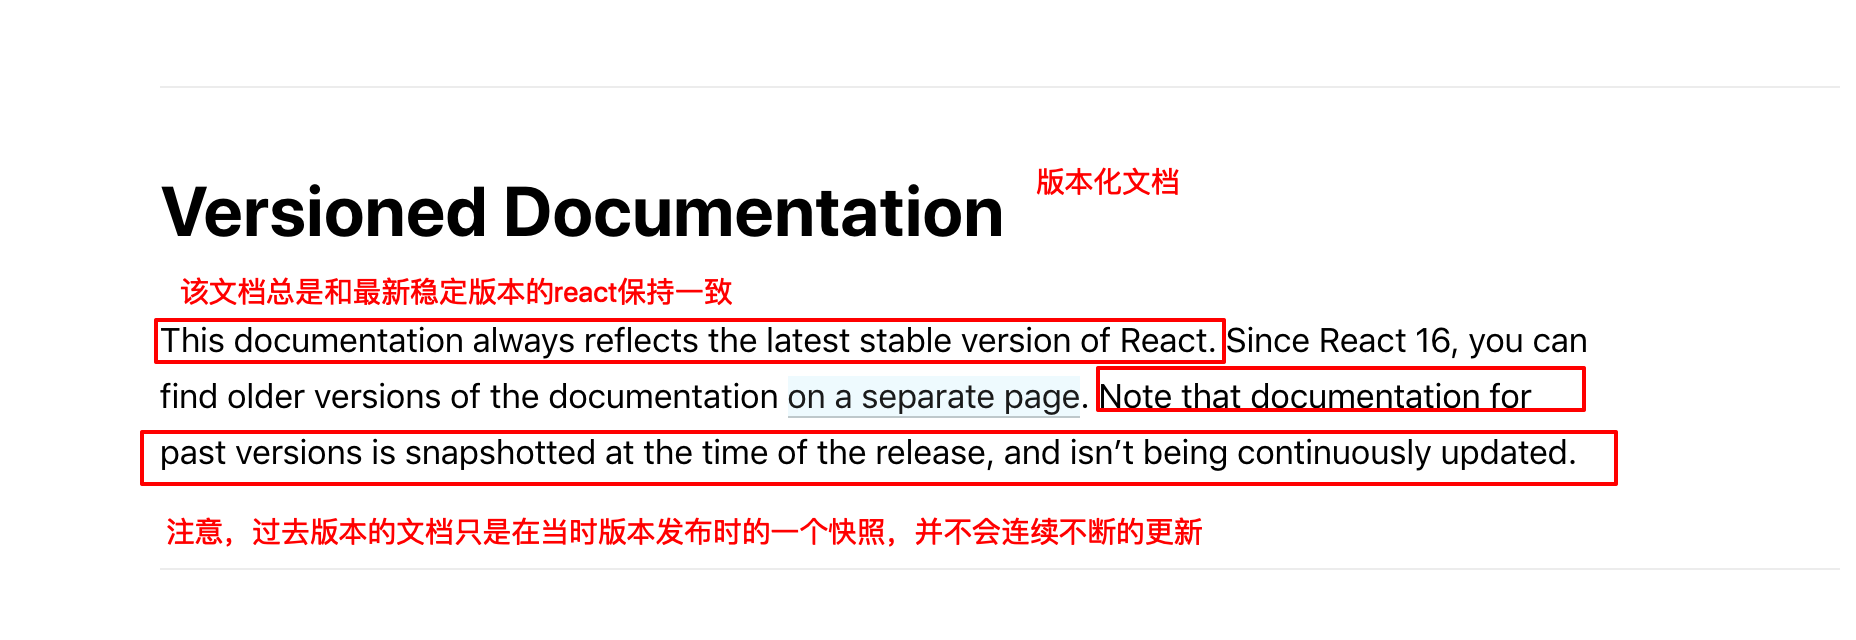 版本化文档
Versioned Documentation
该文档总是和最新稳定版本的react保持一致
This documentation always reflects the latest stable version of React. Since React 16, you can
find older versions of the documentation on a separate page. Note that documentation for
past versions is snapshotted at the time of the release, and isn’t being continuously updated.
注意，过去版本的文档只是在当时版本发布时的一个快照，并不会连续不断的更新